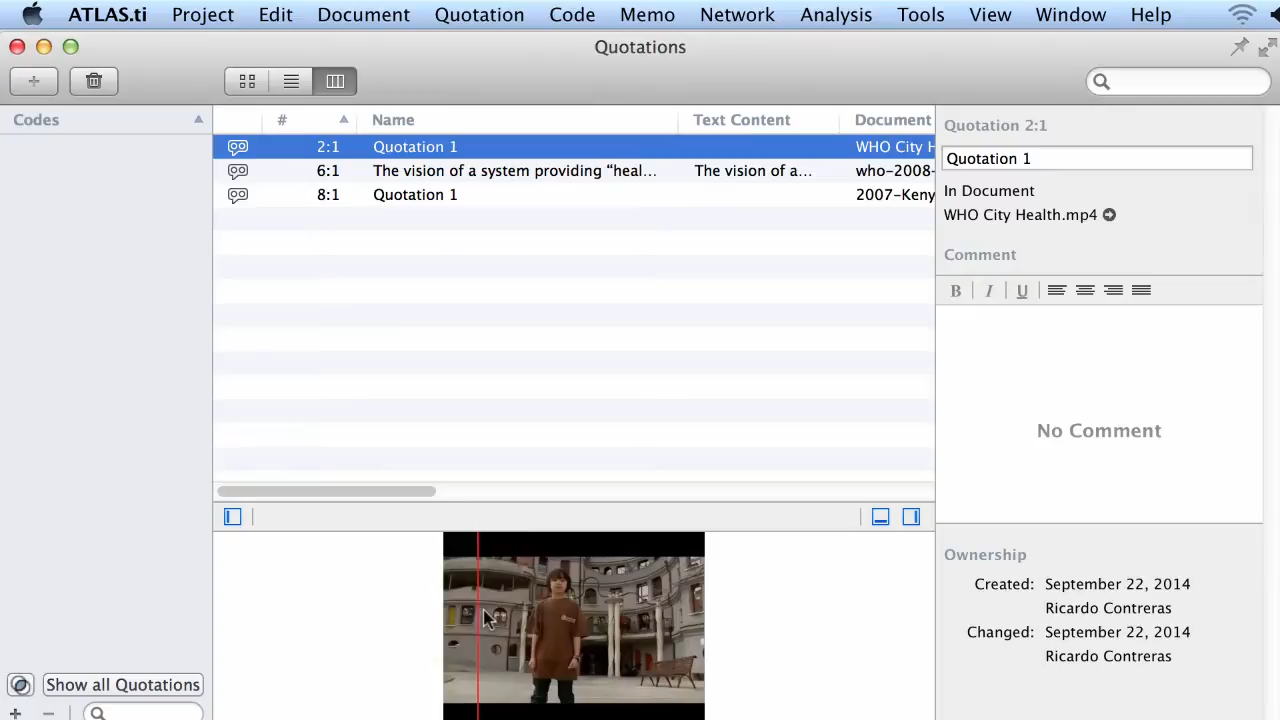 ATLAS.ti Project Edit Document Quotation Code Memo Network Analysis Tools View Window Help
Quotations
Codes
# Name Text Content Document
2:1 Quotation 1 WHO City H
6:1 The vision of a system providing “heal... The vision of a... who-2008-
8:1 Quotation 1 2007-Keny
Quotation 2:1
Quotation 1
In Document
WHO City Health.mp4
Comment
B I U
No Comment
Ownership
Created: September 22, 2014
Ricardo Contreras
Changed: September 22, 2014
Ricardo Contreras
Show all Quotations